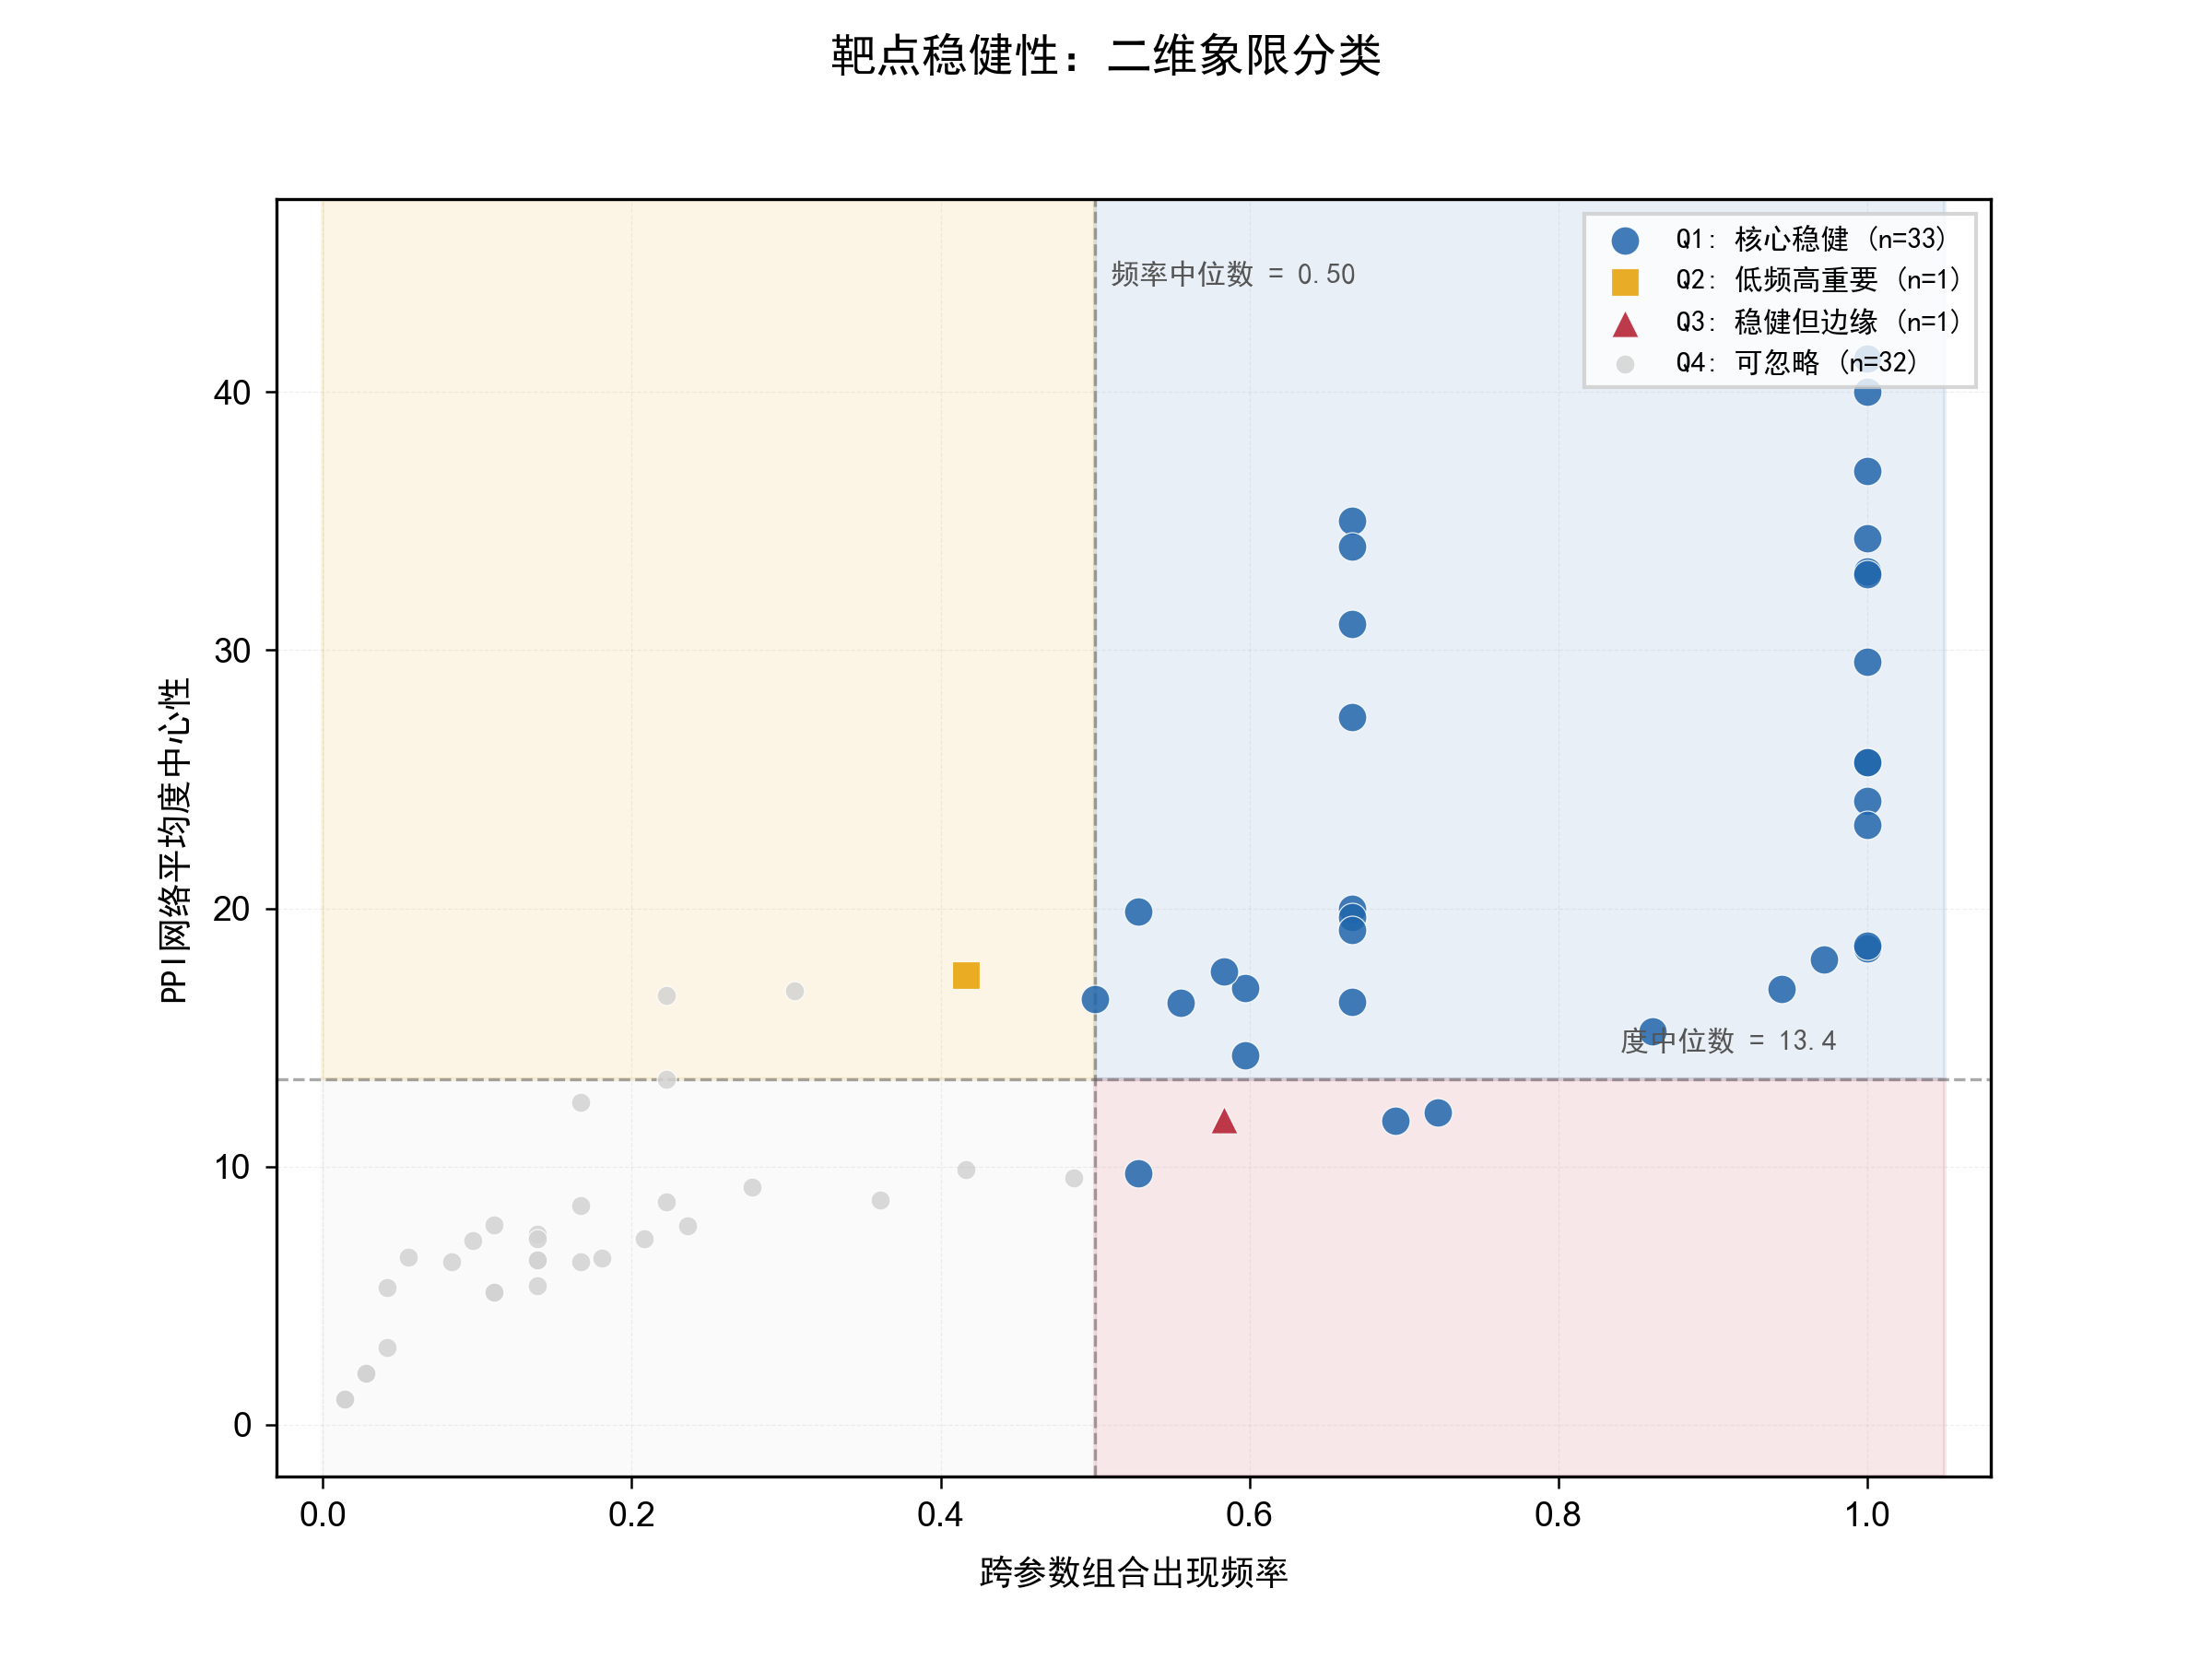 靶点稳健性：二维象限分类
频率中位数 = 0.50
Q1: 核心稳健 (n=33)
Q2: 低频高重要 (n=1)
Q3: 稳健但边缘 (n=1)
Q4: 可忽略 (n=32)
度中位数 = 13.4
PPI网络平均度中心性
40
30
20
10
0
0.0
0.2
0.4
0.6
0.8
1.0
跨参数组合出现频率